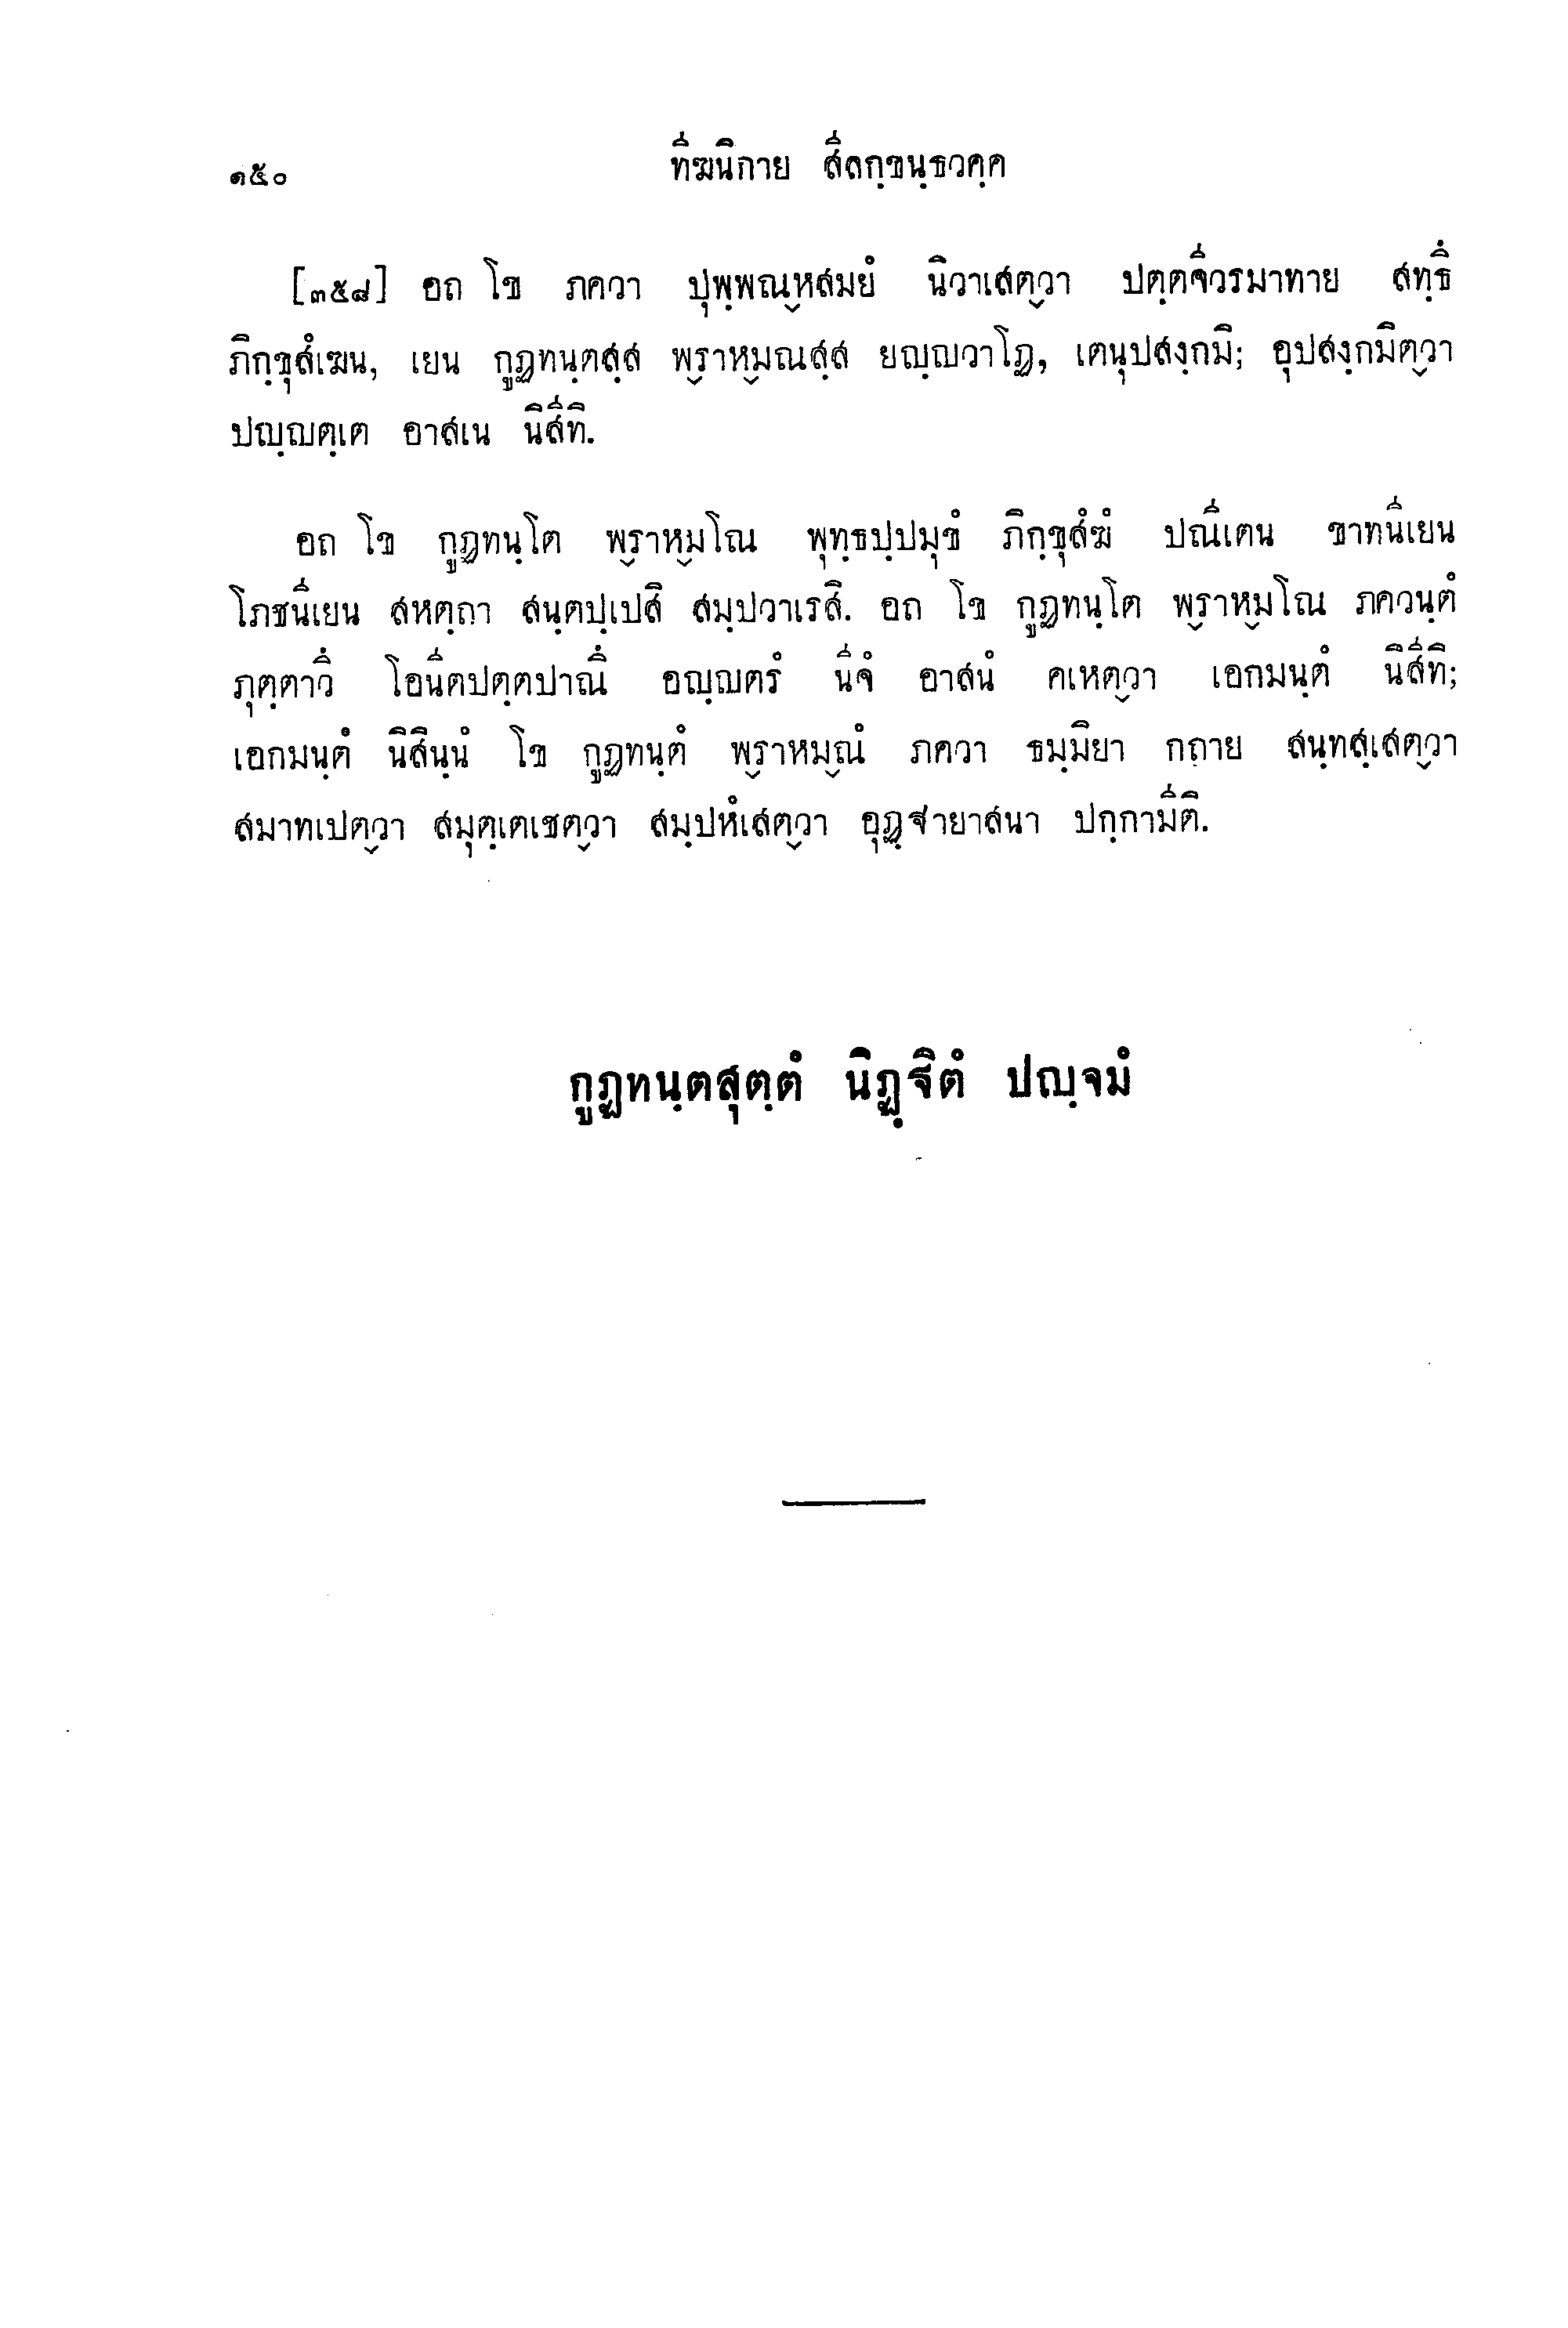 ๑๕๐ ทีฆนิกาย สีลกฺขนฺธวคฺค
[๓๕๘] อถ โข ภควา ปุพฺพณ๎หสมยํ นิวาเสต๎วา ปตฺตจีวรมาทาย สทฺธึ
ภิกฺขุสํเฆน, เยน กูฏทนฺตสฺส พ๎ราห๎มณสฺส ยญฺญวาโฏ, เตนุปสงฺกมิ; อุปสงฺกมิต๎วา
ปญฺญตฺเต อาสเน นิสีทิ.
อถ โข กูฏทนฺโต พ๎ราห๎มโณ พุทฺธปฺปมุขํ ภิกฺขุสํฆํ ปณีเตน ขาทนีเยน
โภชนีเยน สหตฺถา สนฺตปฺเปสิ สมฺปวาเรสิ. อถ โข กูฏทนฺโต พ๎ราห๎มโณ ภควนฺตํ
ภุตฺตาวึ โอนีตปตฺตปาณึ อญฺญตรํ นีจํ อาสนํ คเหต๎วา เอกมนฺตํ นิสีทิ;
เอกมนฺตํ นิสินฺนํ โข กูฏทนฺตํ พ๎ราหม๎ณํ ภควา ธมฺมิยา กถาย สนฺทสฺเสต๎วา
สมาทเปต๎วา สมุตฺเตเชต๎วา สมฺปหํเสต๎วา อุฏฺฐายาสนา ปกฺกามีติ.
กูฏทนฺตสุตฺตํ นิฏฺฐิตํ ปญฺจมํ